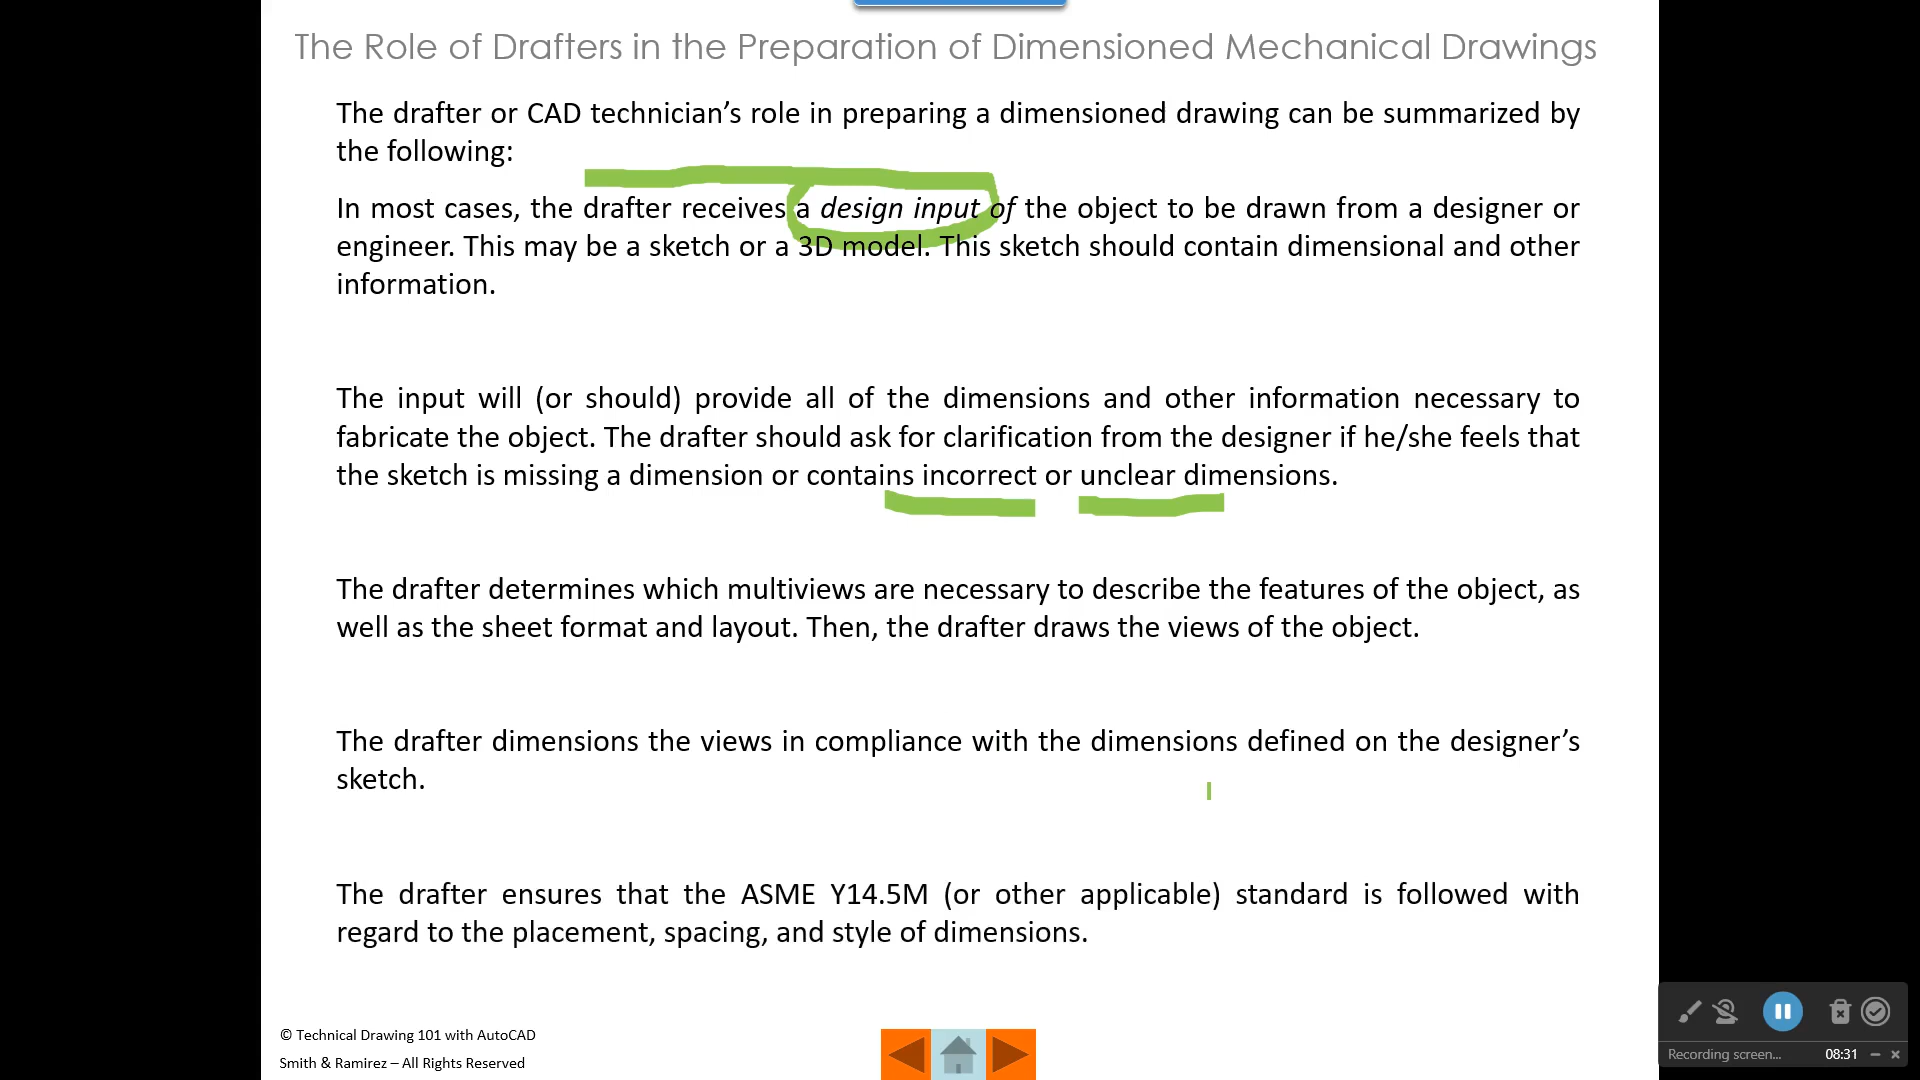 The Role of Drafters in the Preparation of Dimensioned Mechanical Drawings
The drafter or CAD technician’s role in preparing a dimensioned drawing can be summarized by
the following:
In most cases, the drafter receives a design input of the object to be drawn from a designer or
engineer. This may be a sketch or a 3D model. This sketch should contain dimensional and other
information.
The input will (or should) provide all of the dimensions and other information necessary to
fabricate the object. The drafter should ask for clarification from the designer if he/she feels that
the sketch is missing a dimension or contains incorrect or unclear dimensions.
The drafter determines which multiviews are necessary to describe the features of the object, as
well as the sheet format and layout. Then, the drafter draws the views of the object.
The drafter dimensions the views in compliance with the dimensions defined on the designer’s
sketch.
The drafter ensures that the ASME Y14.5M (or other applicable) standard is followed with
regard to the placement, spacing, and style of dimensions.
© Technical Drawing 101 with AutoCAD
Smith & Ramirez – All Rights Reserved
Recording screen... 08:31